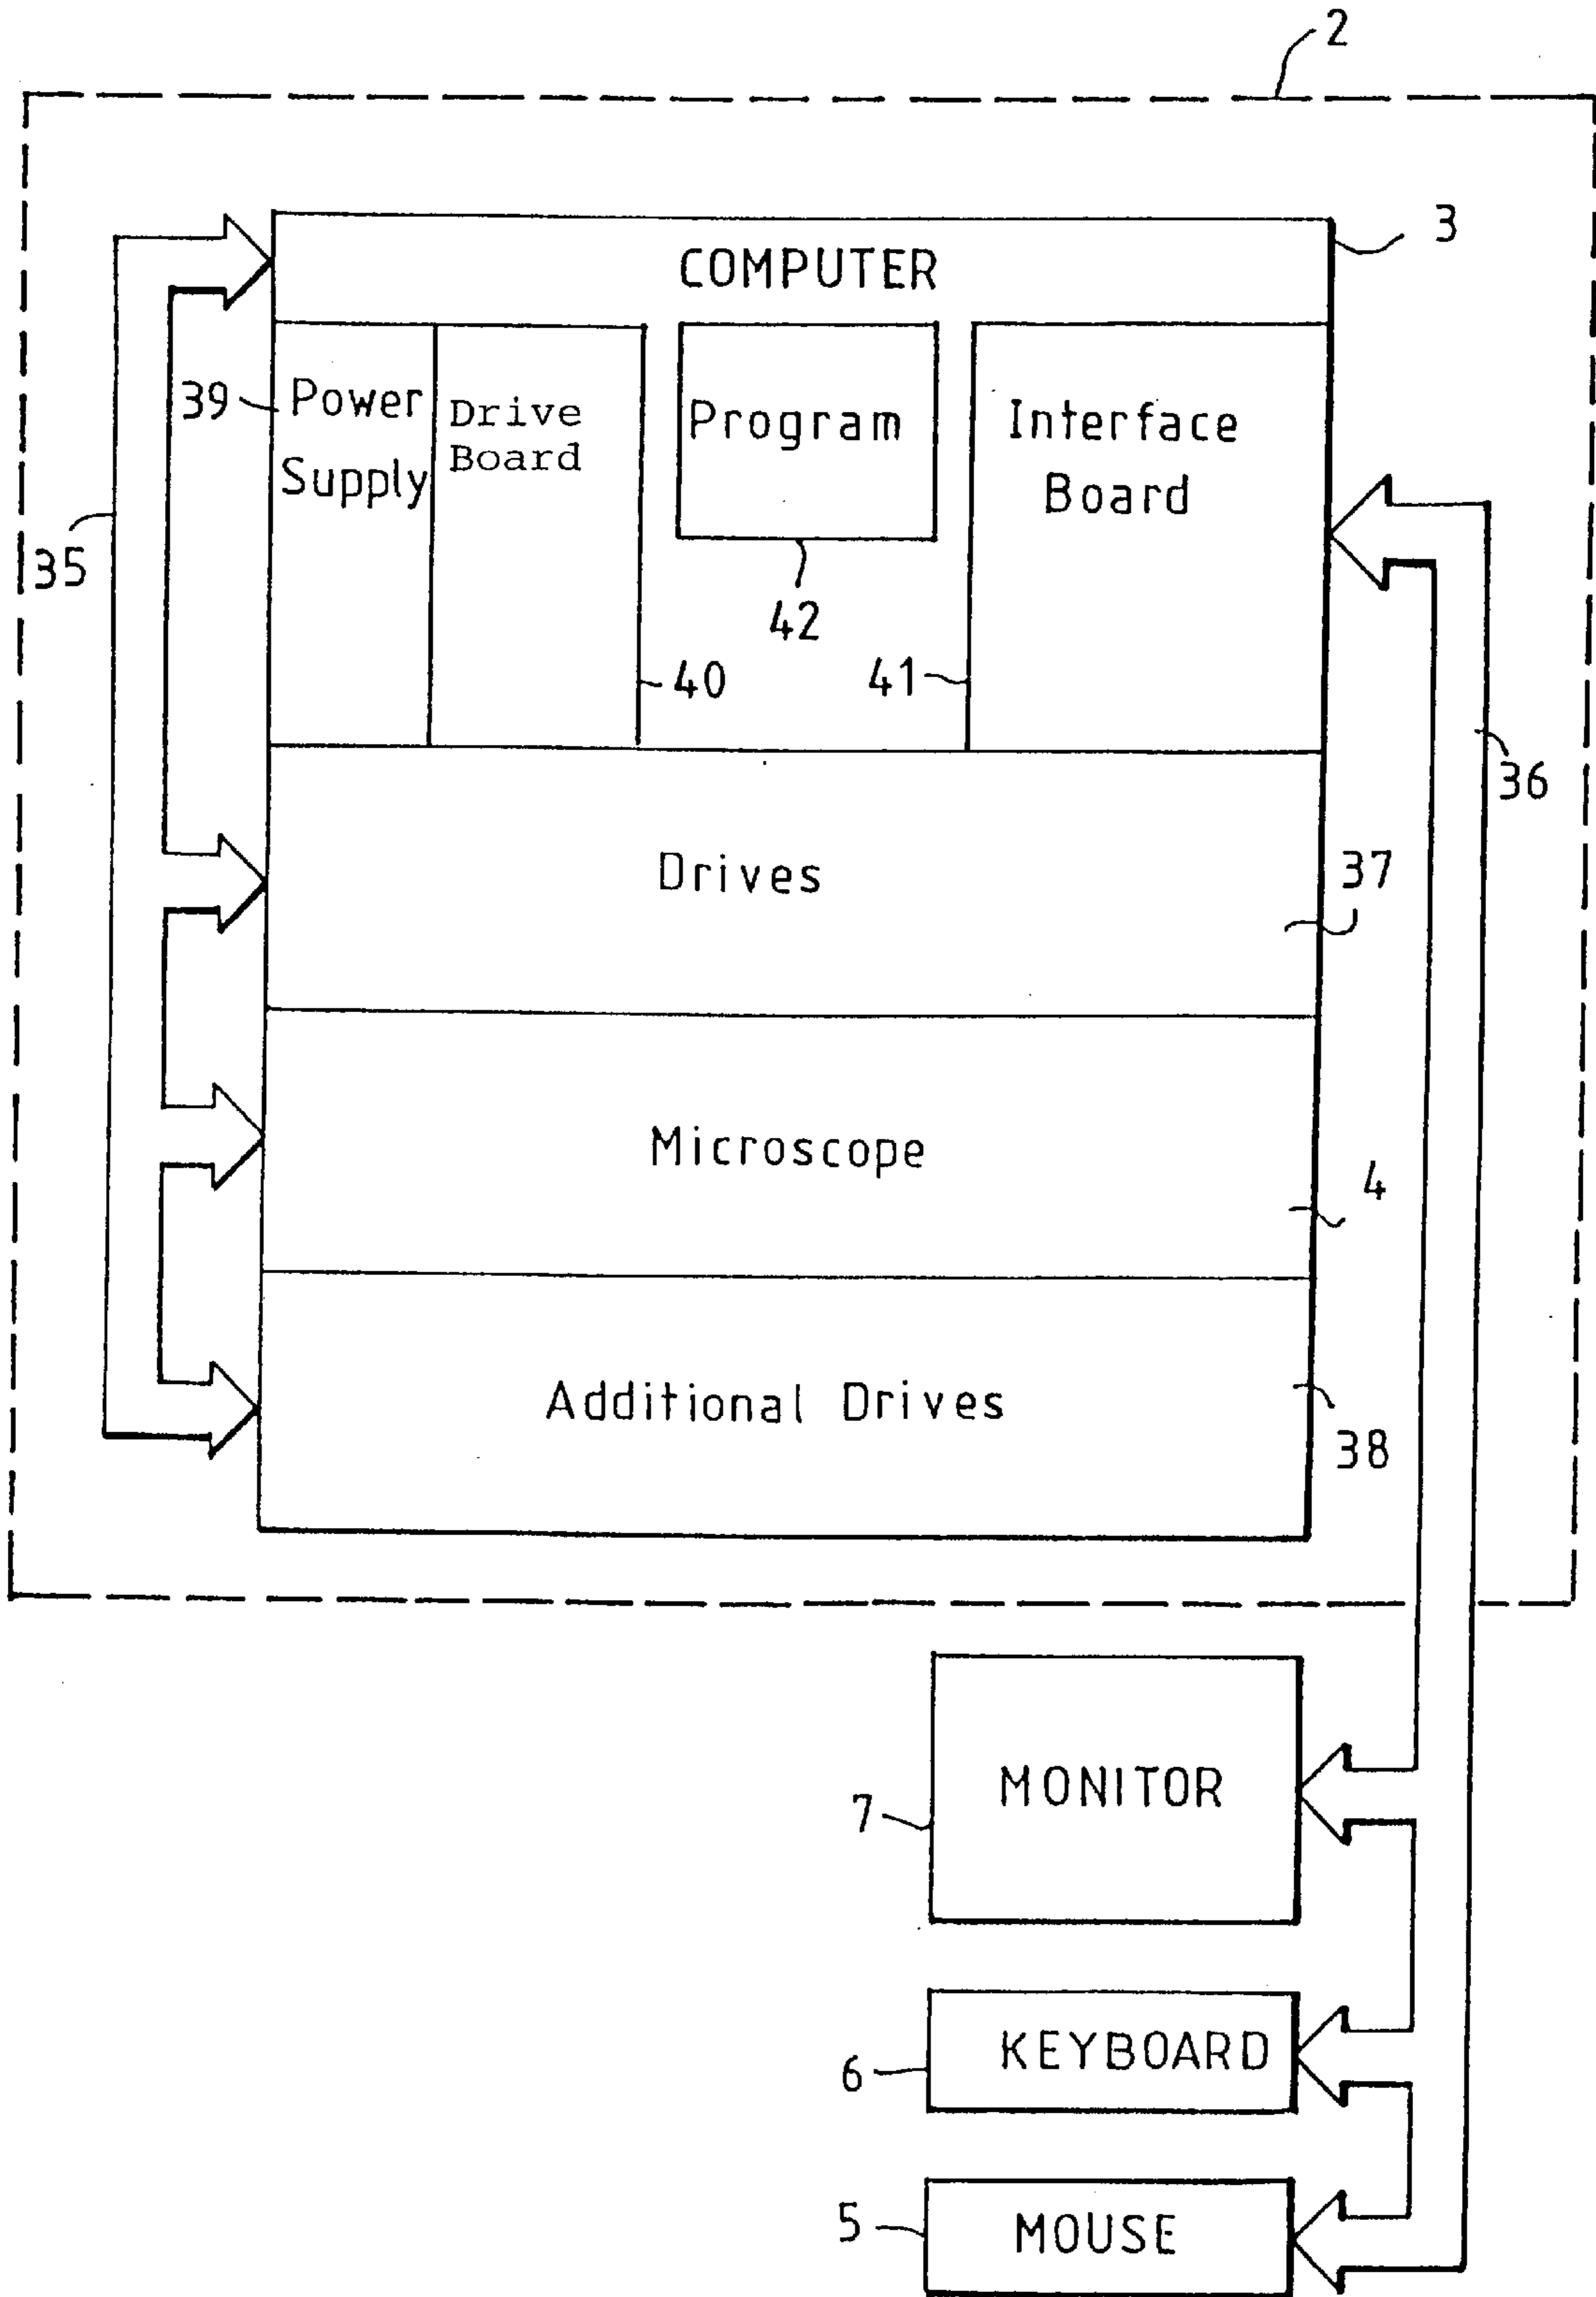 2
3
COMPUTER
39
Power
Supply
Drive
Board
Program
Interface
Board
35
42
40
41
36
Drives
37
Microscope
4
Additional Drives
38
MONITOR
7
KEYBOARD
6
MOUSE
5